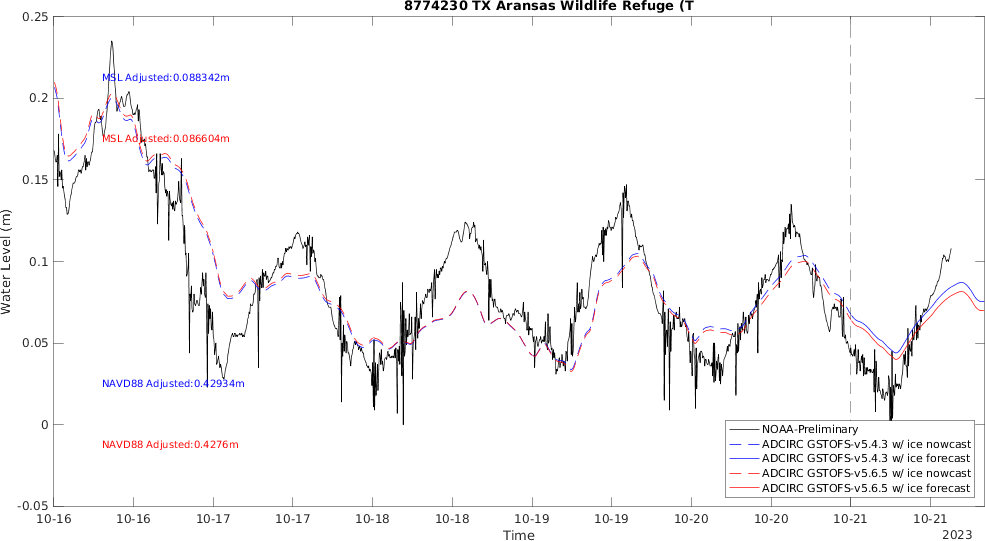 8774230 TX Aransas Wildlife Refuge (T
0.25
0.2
0.15
0.1
0.05
0
-0.05
Water Level (m)
MSL Adjusted:0.088342m
MSL Adjusted:0.086604m
NAVD88 Adjusted:0.42934m
NAVD88 Adjusted:0.4276m
NOAA-Preliminary
ADCIRC GSTOFS-v5.4.3 w/ ice nowcast
ADCIRC GSTOFS-v5.4.3 w/ ice forecast
ADCIRC GSTOFS-v5.6.5 w/ ice nowcast
ADCIRC GSTOFS-v5.6.5 w/ ice forecast
10-16 10-16 10-17 10-17 10-18 10-18 10-19 10-19 10-20 10-20 10-21 10-21
Time
2023